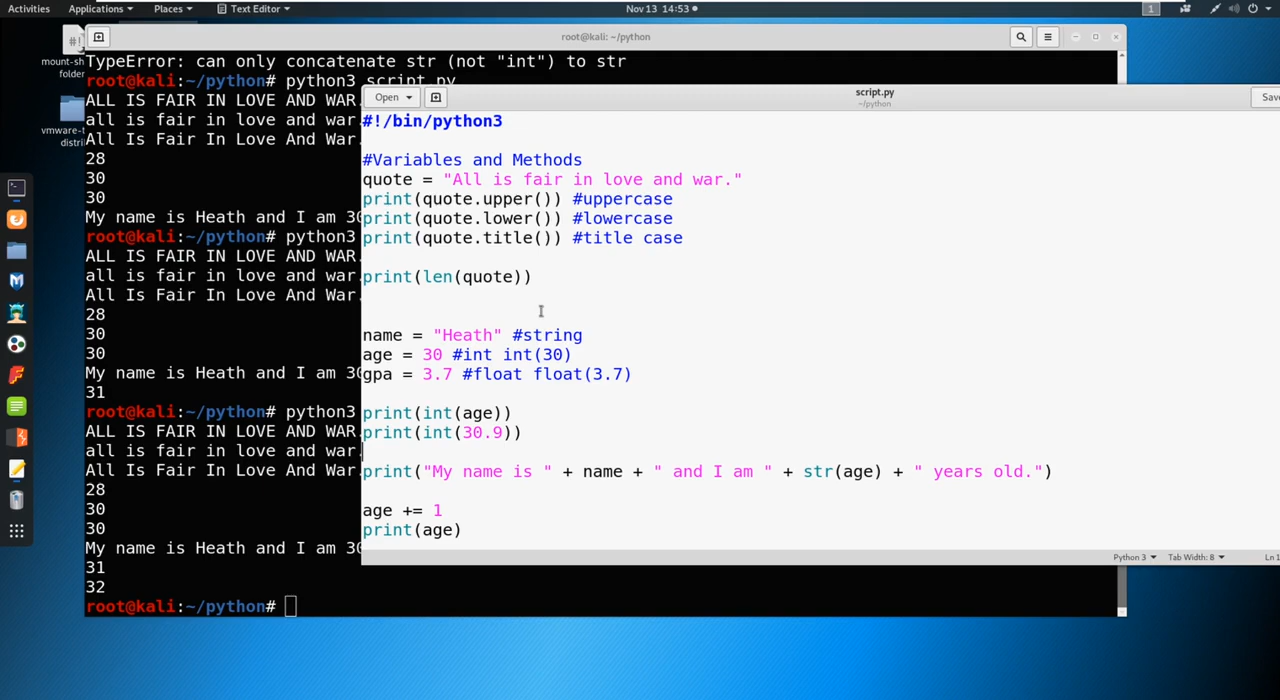 Activities Applications Places Text Editor Nov 13 14:53 1
#!
mount-sh
folder
vmware-t
distri
root@kali: ~/python
TypeError: can only concatenate str (not "int") to str
root@kali:~/python# python3 script.py
ALL IS FAIR IN LOVE AND WAR.
all is fair in love and war.
All Is Fair In Love And War.
28
30
30
My name is Heath and I am 30
root@kali:~/python# python3
ALL IS FAIR IN LOVE AND WAR.
all is fair in love and war.
All Is Fair In Love And War.
28
30
30
My name is Heath and I am 30
31
root@kali:~/python# python3
ALL IS FAIR IN LOVE AND WAR.
all is fair in love and war.
All Is Fair In Love And War.
28
30
30
My name is Heath and I am 30
31
32
root@kali:~/python#
Open script.py Save
~/python
#!/bin/python3
#Variables and Methods
quote = "All is fair in love and war."
print(quote.upper()) #uppercase
print(quote.lower()) #lowercase
print(quote.title()) #title case
print(len(quote))
name = "Heath" #string
age = 30 #int int(30)
gpa = 3.7 #float float(3.7)
print(int(age))
print(int(30.9))
print("My name is " + name + " and I am " + str(age) + " years old.")
age += 1
print(age)
Python 3 Tab Width: 8 Ln 1